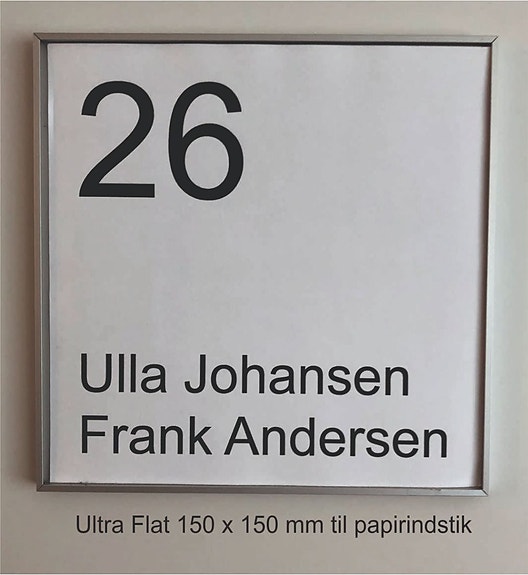 26
Ulla Johansen
Frank Andersen
Ultra Flat 150 x 150 mm til papirindstik